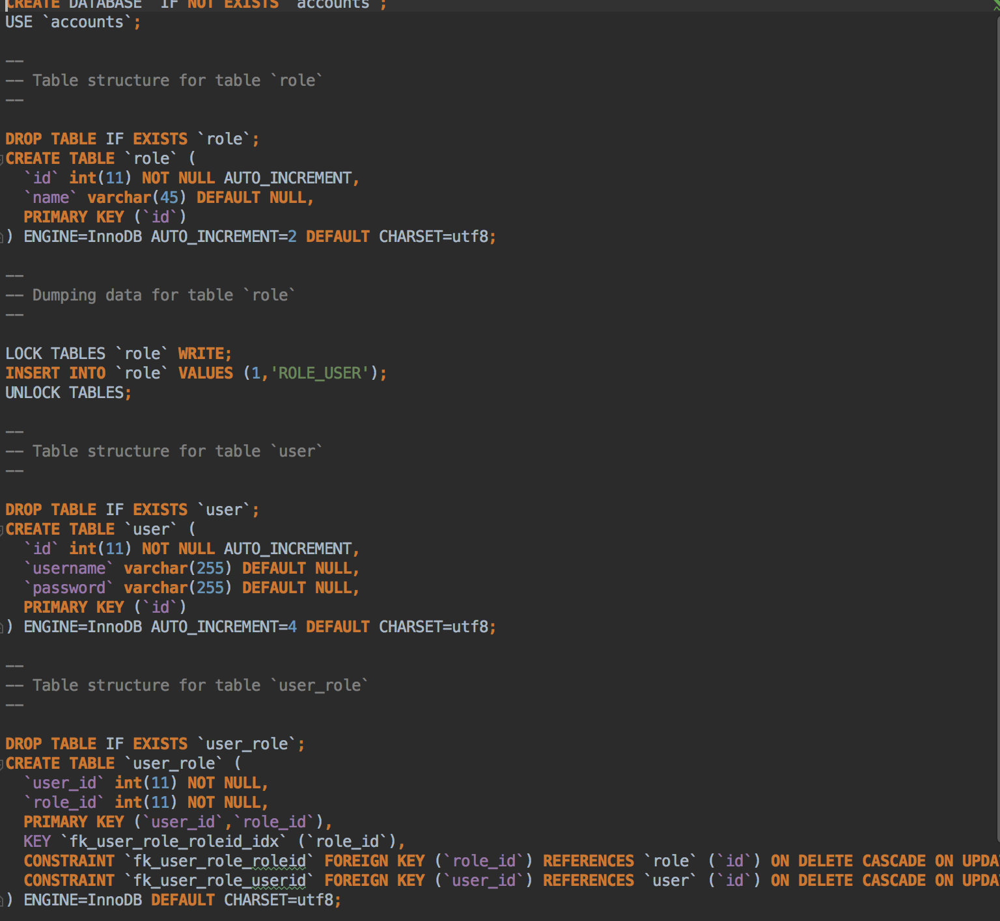 CREATE DATABASE  IF NOT EXISTS `accounts`;
USE `accounts`;
--
-- Table structure for table `role`
--
DROP TABLE IF EXISTS `role`;
CREATE TABLE `role` (
  `id` int(11) NOT NULL AUTO_INCREMENT,
  `name` varchar(45) DEFAULT NULL,
  PRIMARY KEY (`id`)
) ENGINE=InnoDB AUTO_INCREMENT=2 DEFAULT CHARSET=utf8;
--
-- Dumping data for table `role`
--
LOCK TABLES `role` WRITE;
INSERT INTO `role` VALUES (1,'ROLE_USER');
UNLOCK TABLES;
--
-- Table structure for table `user`
--
DROP TABLE IF EXISTS `user`;
CREATE TABLE `user` (
  `id` int(11) NOT NULL AUTO_INCREMENT,
  `username` varchar(255) DEFAULT NULL,
  `password` varchar(255) DEFAULT NULL,
  PRIMARY KEY (`id`)
) ENGINE=InnoDB AUTO_INCREMENT=4 DEFAULT CHARSET=utf8;
--
-- Table structure for table `user_role`
--
DROP TABLE IF EXISTS `user_role`;
CREATE TABLE `user_role` (
  `user_id` int(11) NOT NULL,
  `role_id` int(11) NOT NULL,
  PRIMARY KEY (`user_id`,`role_id`),
  KEY `fk_user_role_roleid_idx` (`role_id`),
  CONSTRAINT `fk_user_role_roleid` FOREIGN KEY (`role_id`) REFERENCES `role` (`id`) ON DELETE CASCADE ON UPDA
  CONSTRAINT `fk_user_role_userid` FOREIGN KEY (`user_id`) REFERENCES `user` (`id`) ON DELETE CASCADE ON UPDA
) ENGINE=InnoDB DEFAULT CHARSET=utf8;